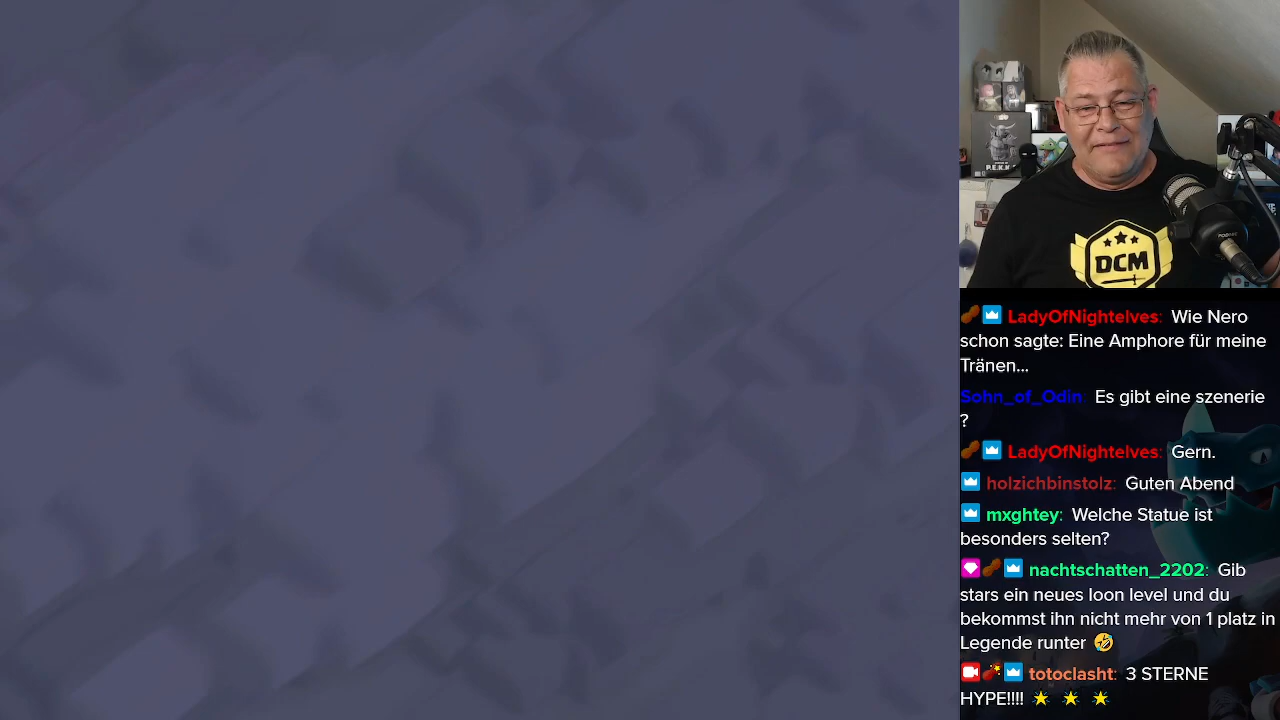 P.E.K.K.A
DCM
LadyOfNightelves: Wie Nero
schon sagte: Eine Amphore für meine
Tränen...
Sohn_of_Odin: Es gibt eine szenerie
?
LadyOfNightelves: Gern.
holzichbinstolz: Guten Abend
mxghtey: Welche Statue ist
besonders selten?
nachtschatten_2202: Gib
stars ein neues loon level und du
bekommst ihn nicht mehr von 1 platz in
Legende runter 🤣
totoclasht: 3 STERNE
HYPE!!!!